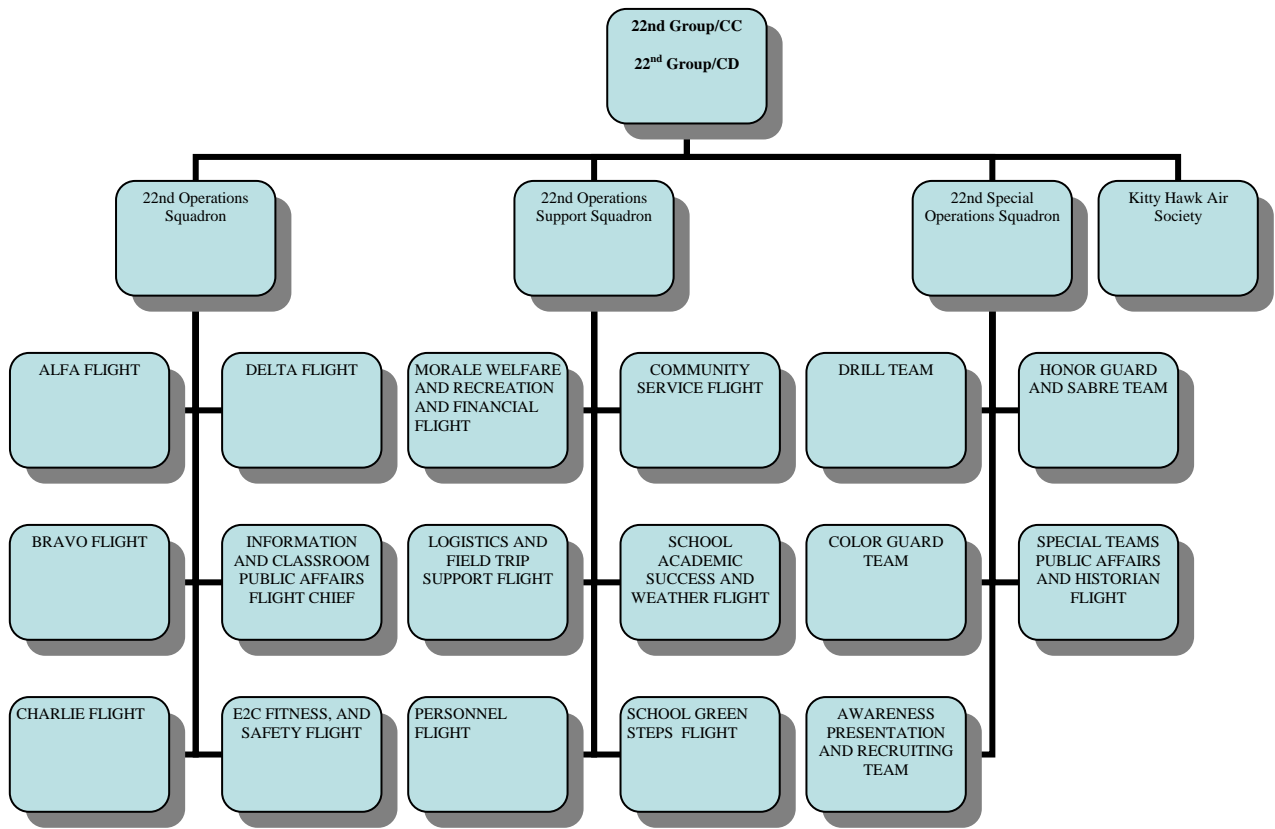 22nd Group/CC
22nd Group/CD
22nd Operations
Squadron
22nd Operations
Support Squadron
22nd Special
Operations Squadron
Kitty Hawk Air
Society
ALFA FLIGHT
DELTA FLIGHT
MORALE WELFARE
AND RECREATION
AND FINANCIAL
FLIGHT
COMMUNITY
SERVICE FLIGHT
DRILL TEAM
HONOR GUARD
AND SABRE TEAM
BRAVO FLIGHT
INFORMATION
AND CLASSROOM
PUBLIC AFFAIRS
FLIGHT CHIEF
LOGISTICS AND
FIELD TRIP
SUPPORT FLIGHT
SCHOOL
ACADEMIC
SUCCESS AND
WEATHER FLIGHT
COLOR GUARD
TEAM
SPECIAL TEAMS
PUBLIC AFFAIRS
AND HISTORIAN
FLIGHT
CHARLIE FLIGHT
E2C FITNESS, AND
SAFETY FLIGHT
PERSONNEL
FLIGHT
SCHOOL GREEN
STEPS FLIGHT
AWARENESS
PRESENTATION
AND RECRUITING
TEAM